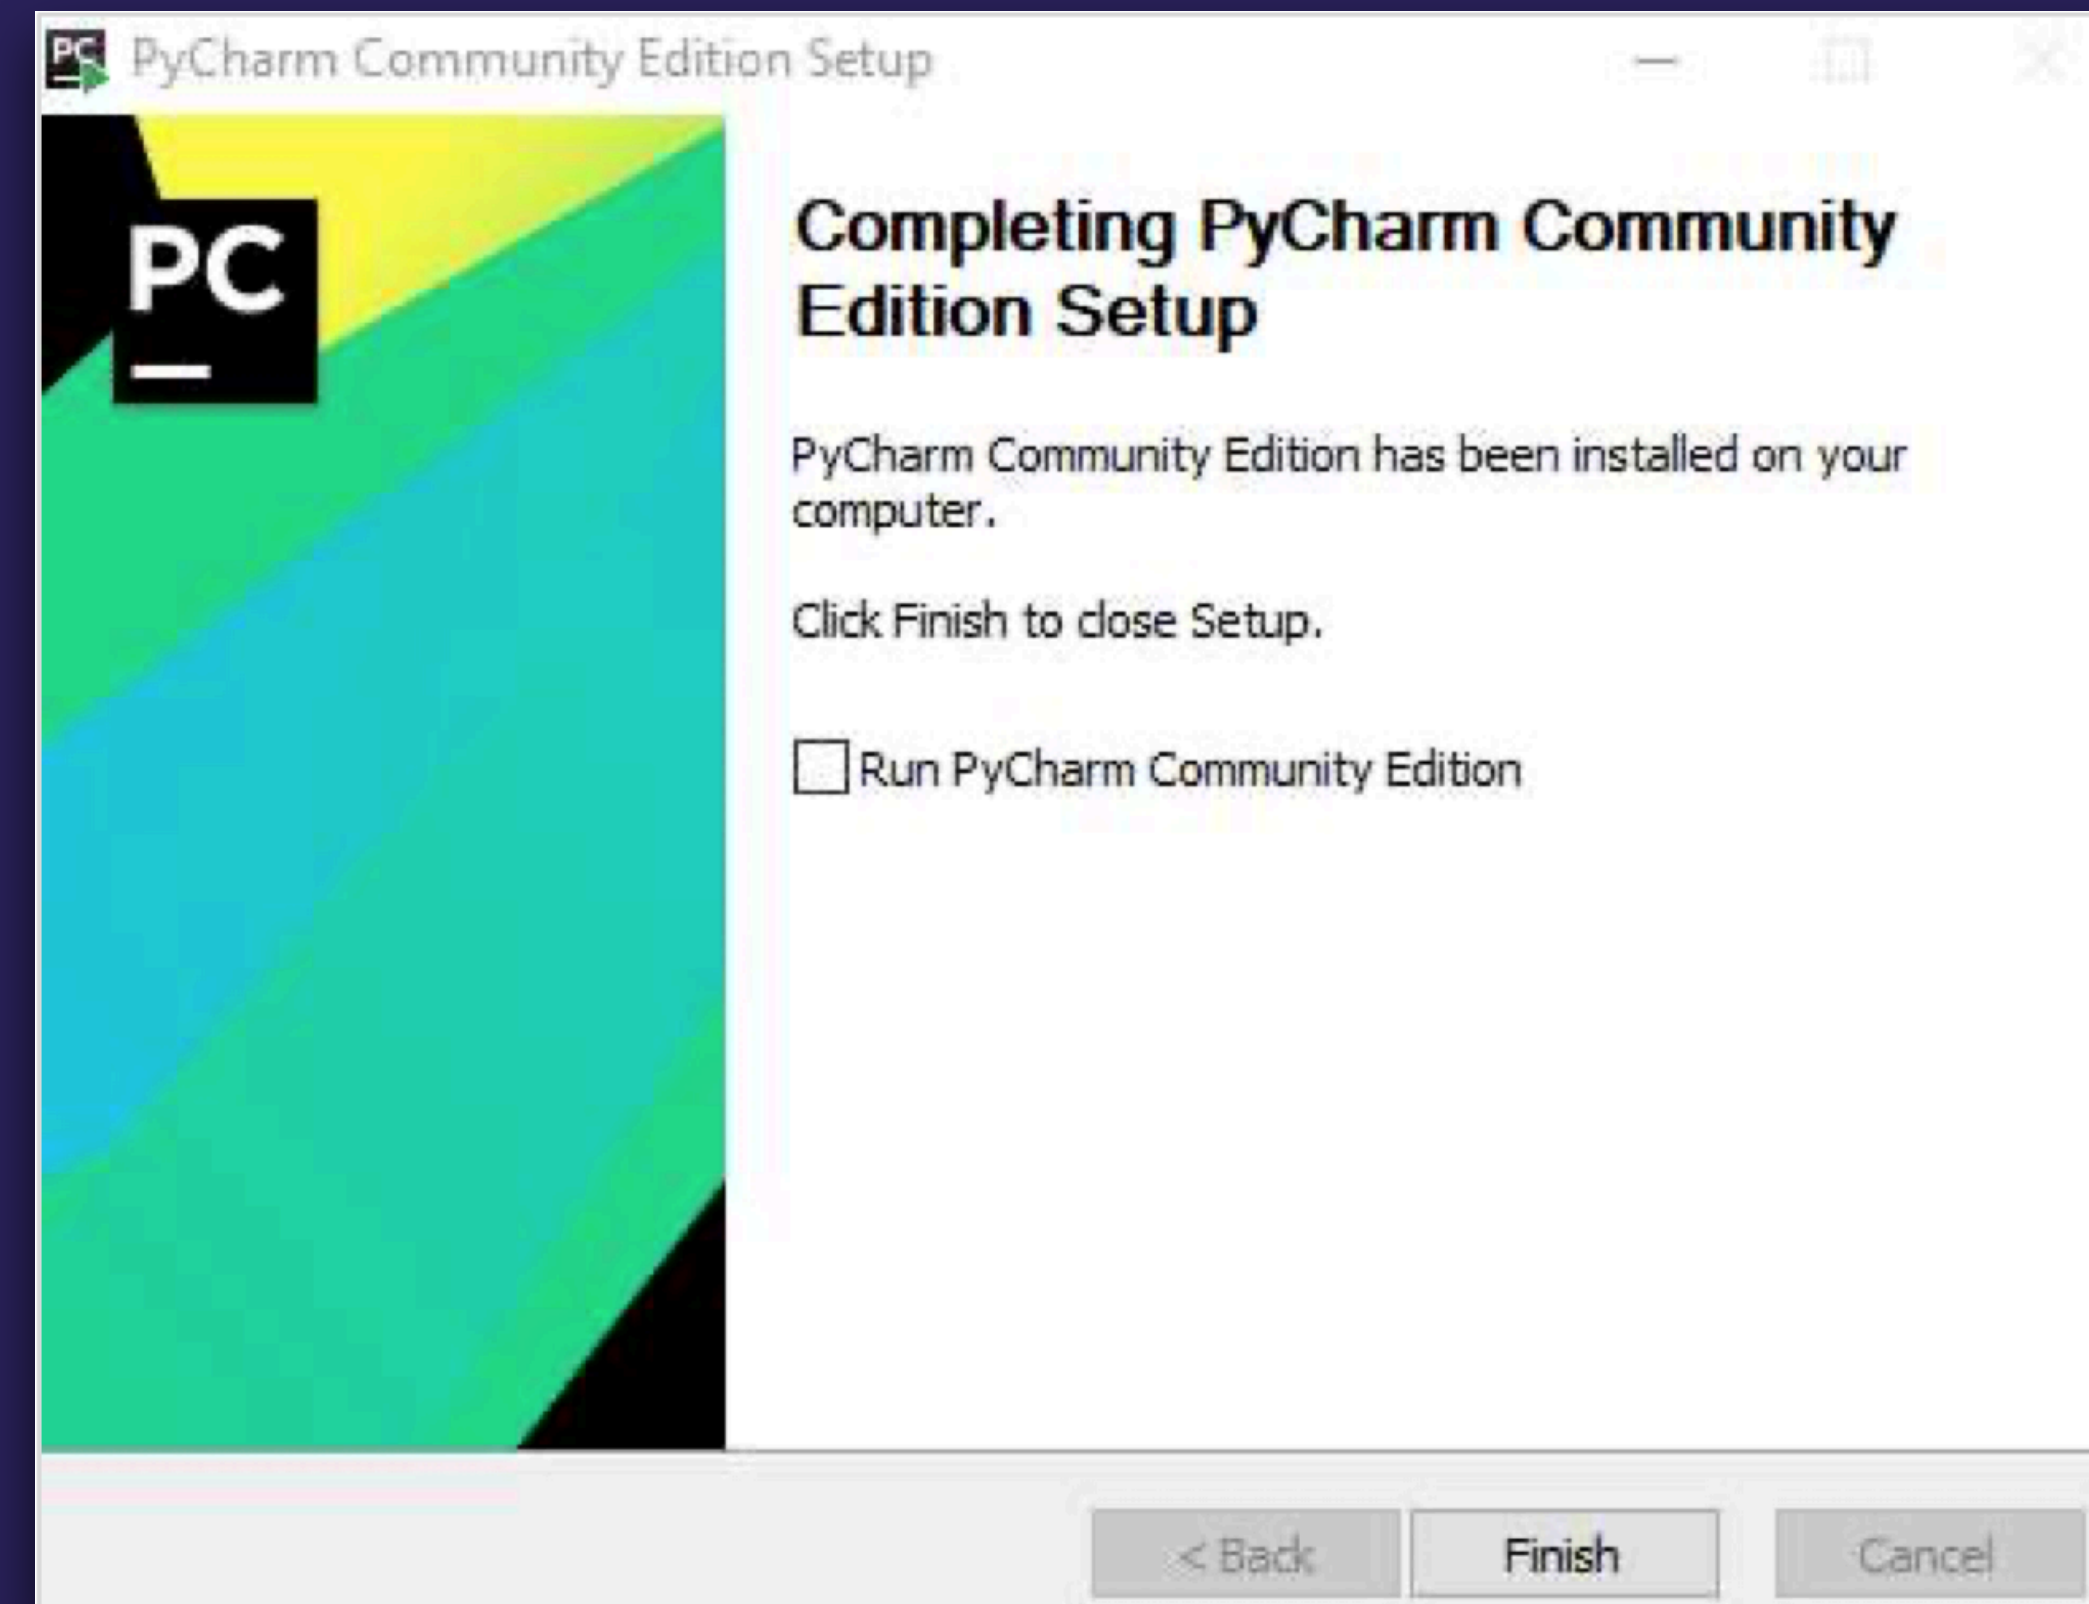 PyCharm Community Edition Setup
PC
Completing PyCharm Community
Edition Setup
PyCharm Community Edition has been installed on your
computer.
Click Finish to close Setup.
Run PyCharm Community Edition
< Back
Finish
Cancel